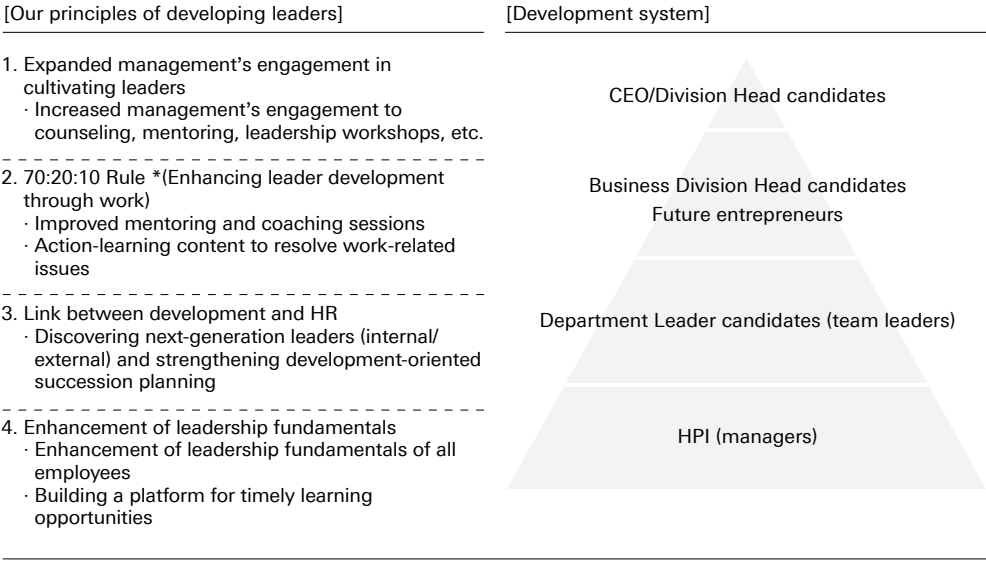 [Our principles of developing leaders]
1. Expanded management's engagement in
cultivating leaders
· Increased management's engagement to
counseling, mentoring, leadership workshops, etc.
2. 70:20:10 Rule *(Enhancing leader development
through work)
· Improved mentoring and coaching sessions
· Action-learning content to resolve work-related
issues
3. Link between development and HR
· Discovering next-generation leaders (internal/
external) and strengthening development-oriented
succession planning
4. Enhancement of leadership fundamentals
· Enhancement of leadership fundamentals of all
employees
· Building a platform for timely learning
opportunities
[Development system]
CEO/Division Head candidates
Business Division Head candidates
Future entrepreneurs
Department Leader candidates (team leaders)
HPI (managers)